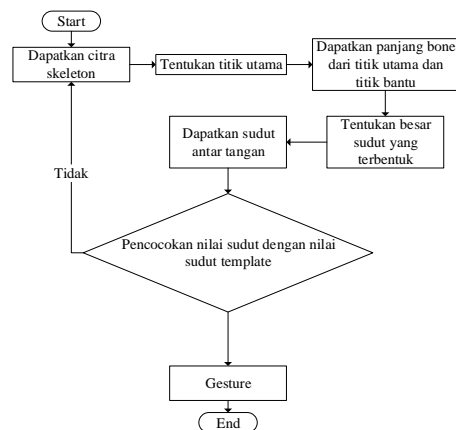 Start
Dapatkan citra
skeleton
Tentukan titik utama
Dapatkan panjang bone
dari titik utama dan
titik bantu
Tentukan besar
sudut yang
terbentuk
Dapatkan sudut
antar tangan
Tidak
Pencocokan nilai sudut dengan nilai
sudut template
Gesture
End